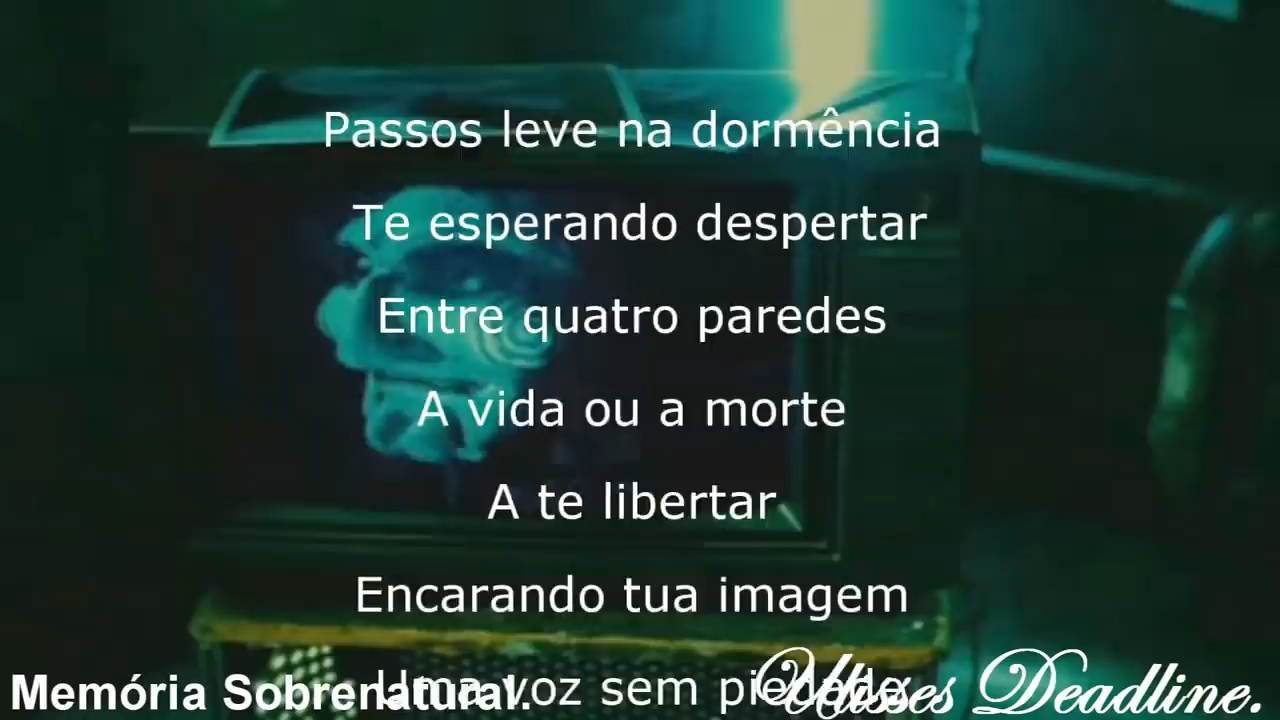 Passos leve na dormência
Te esperando despertar
Entre quatro paredes
A vida ou a morte
A te libertar
Encarando tua imagem
Uma voz sem piedade
Memória Sobrenatural.
Ulisses Deadline.